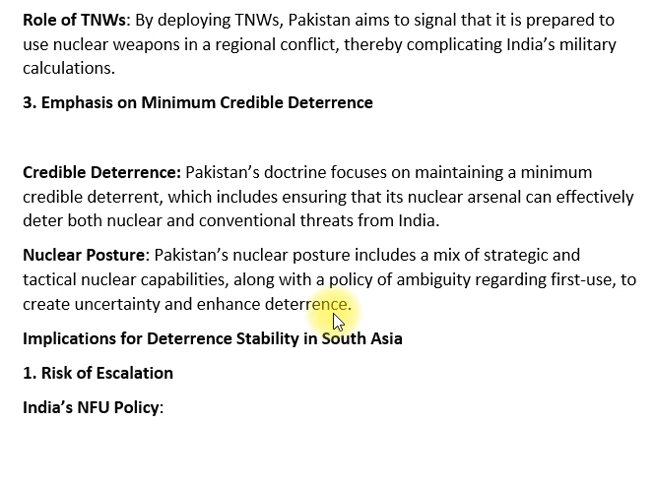 Role of TNWs: By deploying TNWs, Pakistan aims to signal that it is prepared to
use nuclear weapons in a regional conflict, thereby complicating India’s military
calculations.
3. Emphasis on Minimum Credible Deterrence
Credible Deterrence: Pakistan’s doctrine focuses on maintaining a minimum
credible deterrent, which includes ensuring that its nuclear arsenal can effectively
deter both nuclear and conventional threats from India.
Nuclear Posture: Pakistan’s nuclear posture includes a mix of strategic and
tactical nuclear capabilities, along with a policy of ambiguity regarding first-use, to
create uncertainty and enhance deterrence.
Implications for Deterrence Stability in South Asia
1. Risk of Escalation
India’s NFU Policy: